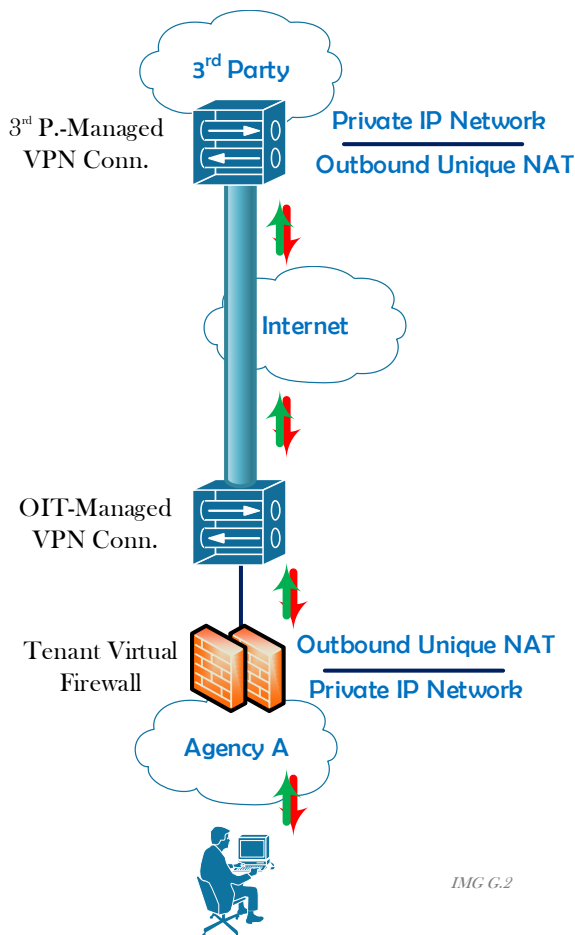 3rd Party
3rd P.-Managed
VPN Conn.
Private IP Network
Outbound Unique NAT
Internet
OIT-Managed
VPN Conn.
Tenant Virtual
Firewall
Outbound Unique NAT
Private IP Network
Agency A
IMG G.2